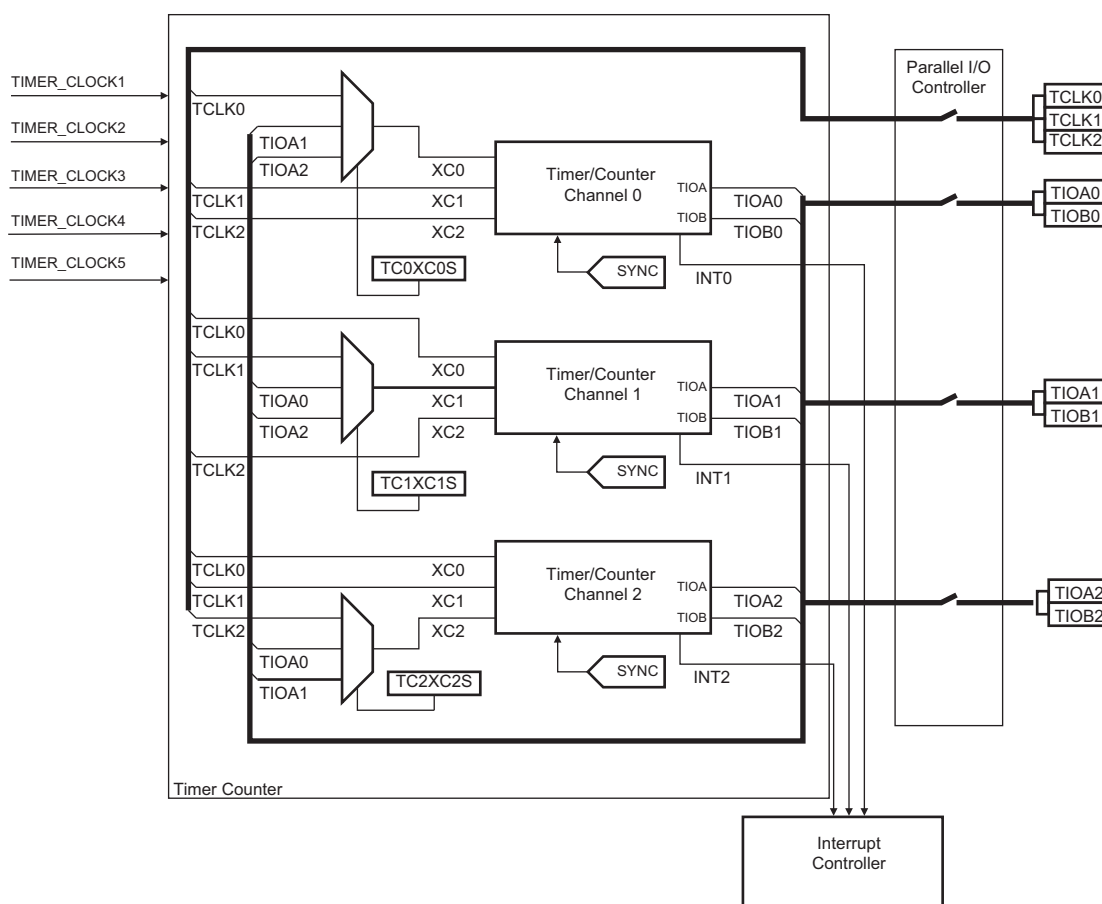 TIMER_CLOCK1
TIMER_CLOCK2
TIMER_CLOCK3
TIMER_CLOCK4
TIMER_CLOCK5
TCLK0
TIOA1
TIOA2
TCLK1
TCLK2
XC0
XC1
XC2
TC0XC0S
Timer/Counter
Channel 0
TIOA
TIOB
TIOA0
TIOB0
SYNC
INT0
TCLK0
TCLK1
TIOA0
TIOA2
TCLK2
XC0
XC1
XC2
TC1XC1S
Timer/Counter
Channel 1
TIOA
TIOB
TIOA1
TIOB1
SYNC
INT1
TCLK0
TCLK1
TCLK2
TIOA0
TIOA1
XC0
XC1
XC2
TC2XC2S
Timer/Counter
Channel 2
TIOA
TIOB
TIOA2
TIOB2
SYNC
INT2
Timer Counter
Parallel I/O
Controller
TCLK0
TCLK1
TCLK2
TIOA0
TIOB0
TIOA1
TIOB1
TIOA2
TIOB2
Interrupt
Controller